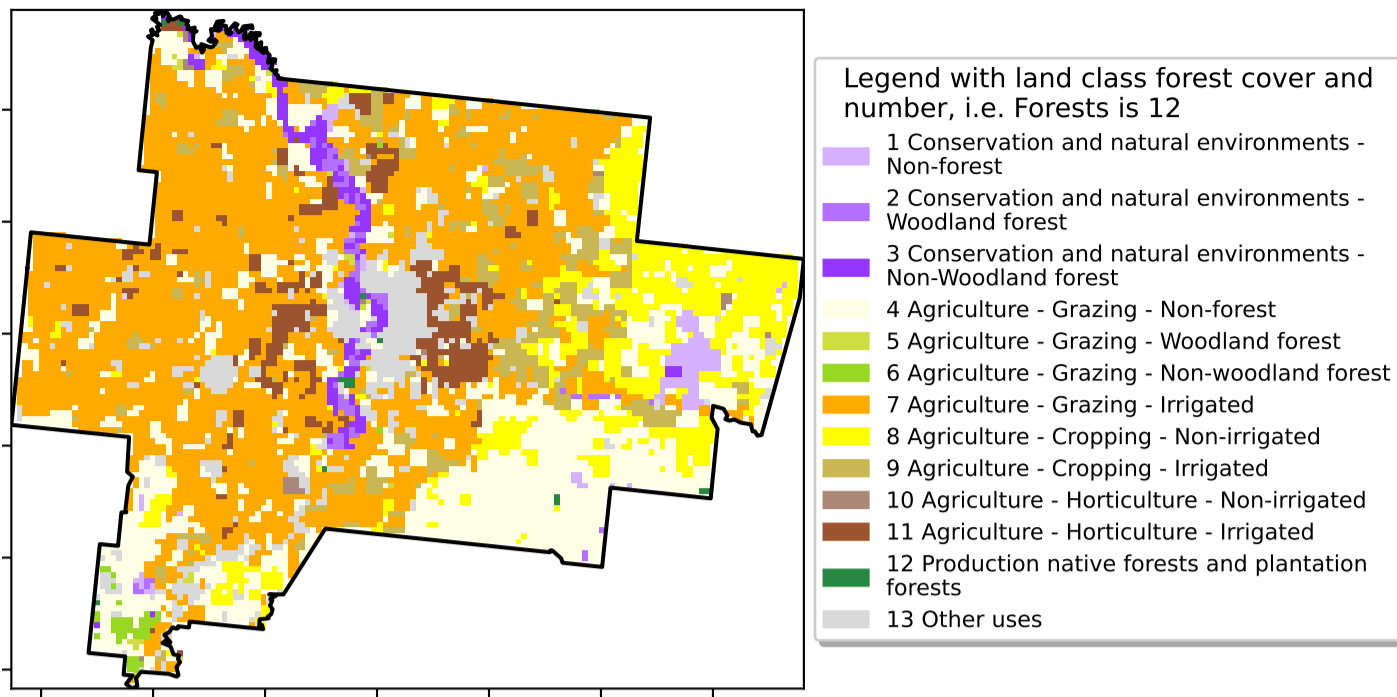 Legend with land class forest cover and
number, i.e. Forests is 12
1 Conservation and natural environments -
Non-forest
2 Conservation and natural environments -
Woodland forest
3 Conservation and natural environments -
Non-Woodland forest
4 Agriculture - Grazing - Non-forest
5 Agriculture - Grazing - Woodland forest
6 Agriculture - Grazing - Non-woodland forest
7 Agriculture - Grazing - Irrigated
8 Agriculture - Cropping - Non-irrigated
9 Agriculture - Cropping - Irrigated
10 Agriculture - Horticulture - Non-irrigated
11 Agriculture - Horticulture - Irrigated
12 Production native forests and plantation
forests
13 Other uses